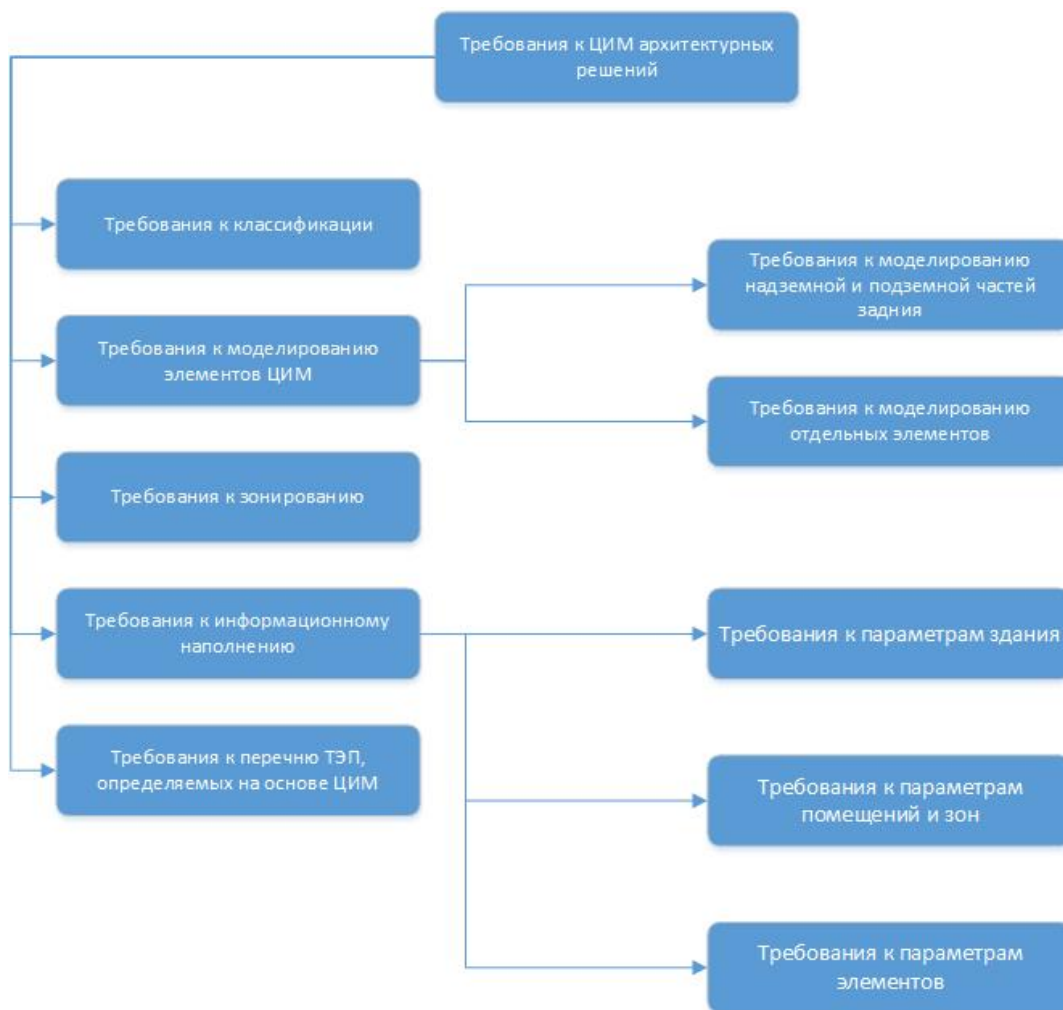 Требования к ЦИМ архитектурных
решений
Требования к классификации
Требования к моделированию
элементов ЦИМ
Требования к моделированию
надземной и подземной частей
задния
Требования к моделированию
отдельных элементов
Требования к зонированию
Требования к информационному
наполнению
Требования к параметрам здания
Требования к перечню ТЭП,
определяемых на основе ЦИМ
Требования к параметрам
помещений и зон
Требования к параметрам
элементов